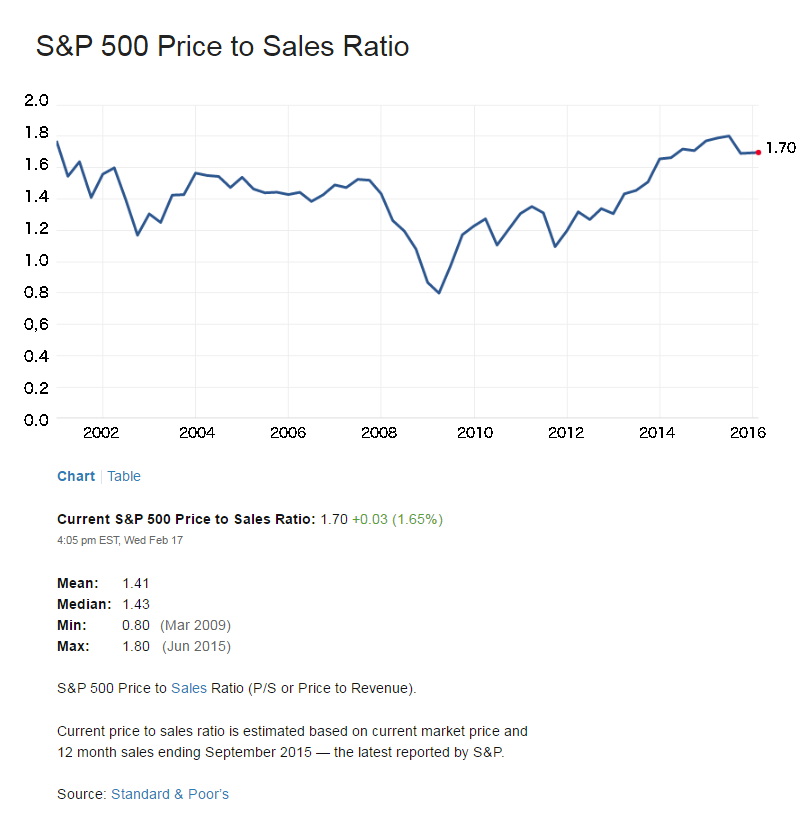 S&P 500 Price to Sales Ratio
2.0
1.8
1.70
1.6
1.4
1.2
1.0
0.8
0,6
0.4
0.2
0.0
2002 2004 2006 2008 2010 2012 2014 2016
Chart | Table
Current S&P 500 Price to Sales Ratio: 1.70 +0.03 (1.65%)
4:05 pm EST, Wed Feb 17
Mean: 1.41
Median: 1.43
Min: 0.80 (Mar 2009)
Max: 1.80 (Jun 2015)
S&P 500 Price to Sales Ratio (P/S or Price to Revenue).
Current price to sales ratio is estimated based on current market price and
12 month sales ending September 2015 — the latest reported by S&P.
Source: Standard & Poor's